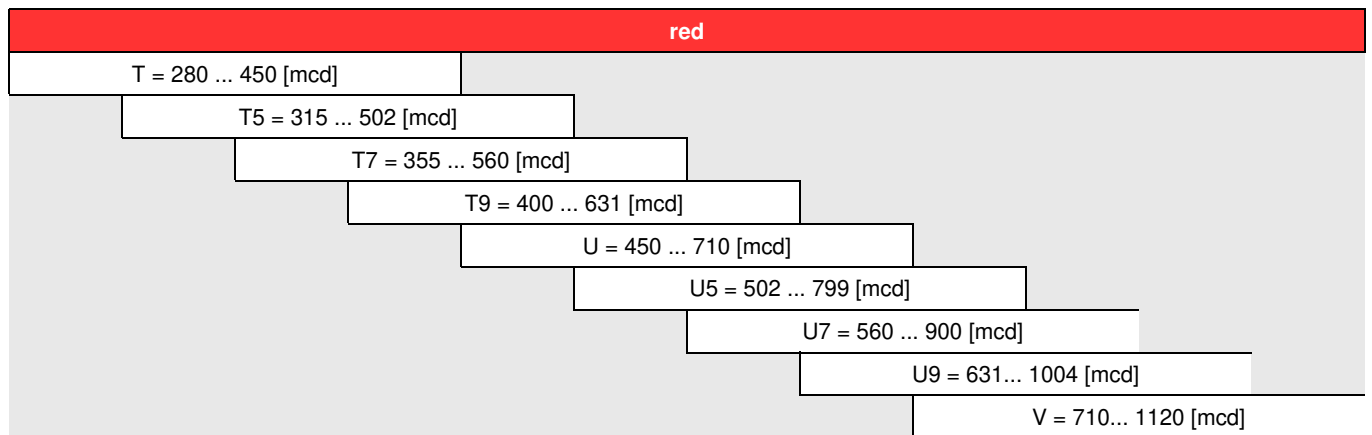 red
T = 280 ... 450 [mcd]
T5 = 315 ... 502 [mcd]
T7 = 355 ... 560 [mcd]
T9 = 400 ... 631 [mcd]
U = 450 ... 710 [mcd]
U5 = 502 ... 799 [mcd]
U7 = 560 ... 900 [mcd]
U9 = 631... 1004 [mcd]
V = 710... 1120 [mcd]